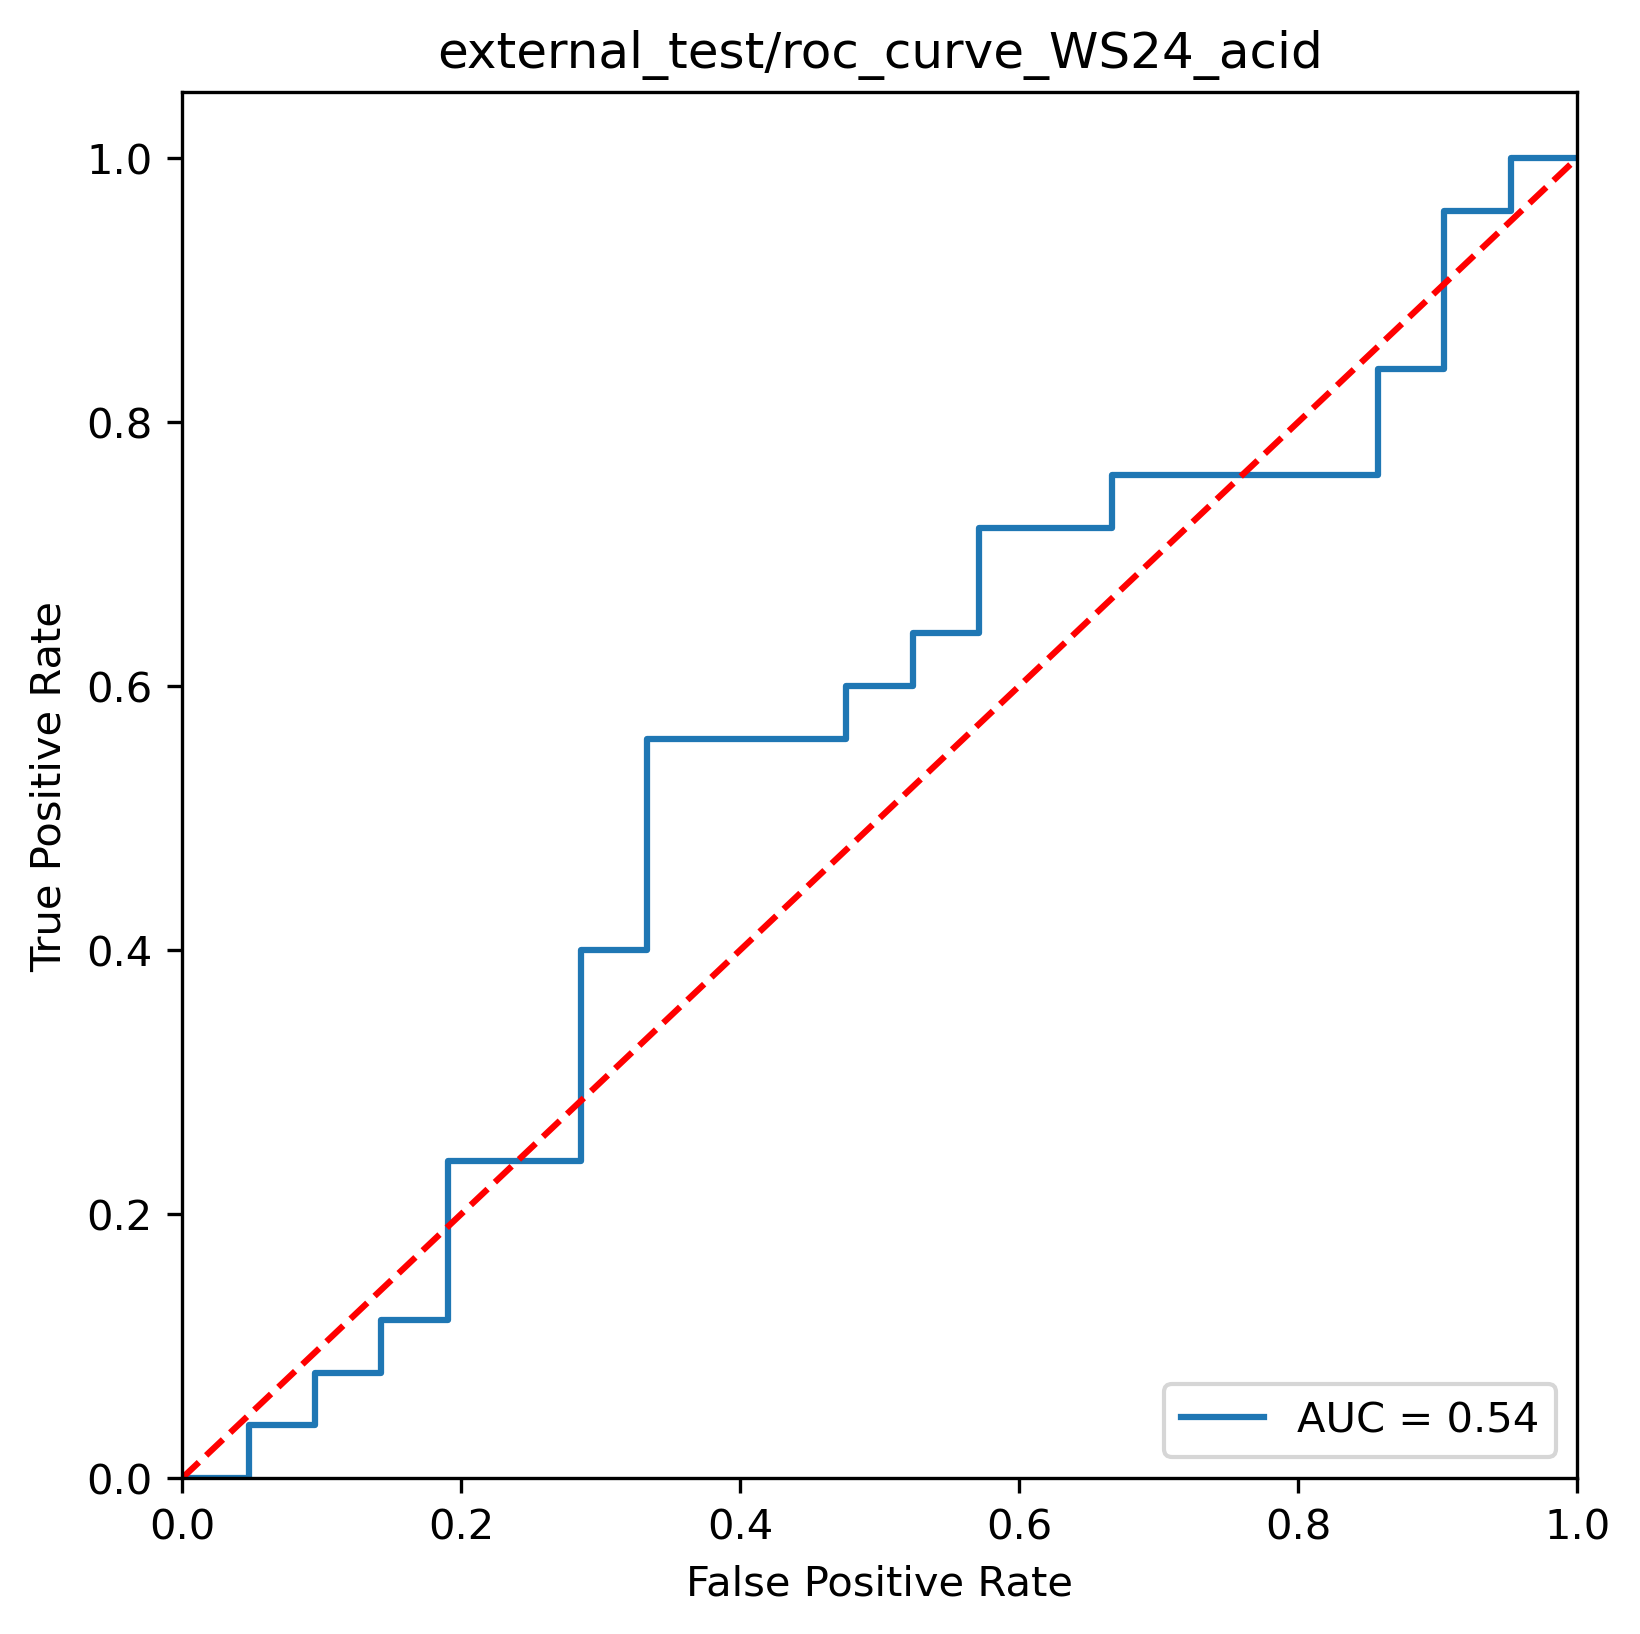 external_test/roc_curve_WS24_acid
True Positive Rate
1.0
0.8
0.6
0.4
0.2
0.0
AUC = 0.54
0.0 0.2 0.4 0.6 0.8 1.0
False Positive Rate